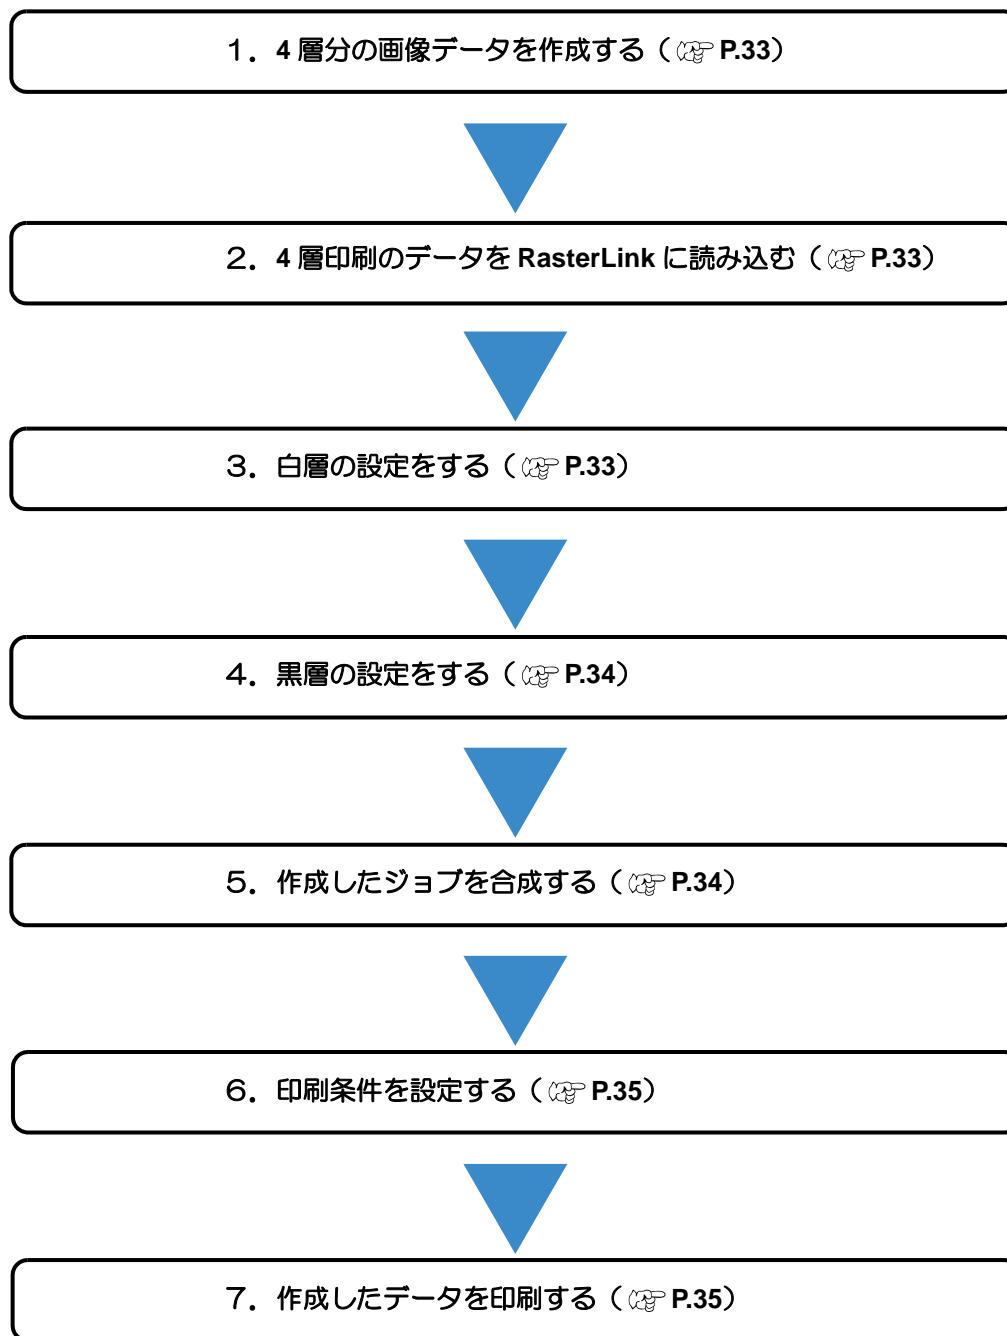 １．4 層分の画像データを作成する（☞ P.33）
２．4 層印刷のデータを RasterLink に読み込む（☞ P.33）
３．白層の設定をする（☞ P.33）
４．黒層の設定をする（☞ P.34）
５．作成したジョブを合成する（☞ P.34）
６．印刷条件を設定する（☞ P.35）
７．作成したデータを印刷する（☞ P.35）